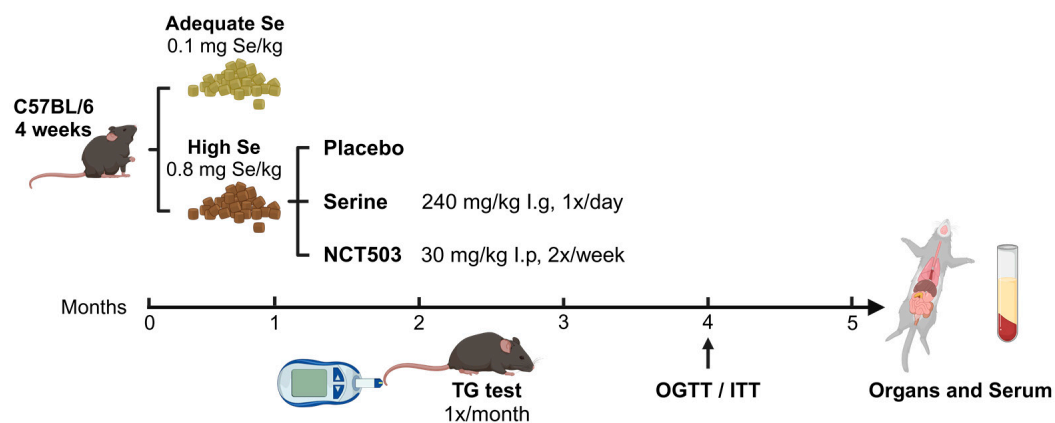 Adequate Se
0.1 mg Se/kg
C57BL/6
4 weeks
High Se
0.8 mg Se/kg
Placebo
Serine 240 mg/kg I.g, 1x/day
NCT503 30 mg/kg I.p, 2x/week
Months
0 1 2 3 4 5
TG test
1x/month
OGTT / ITT
Organs and Serum